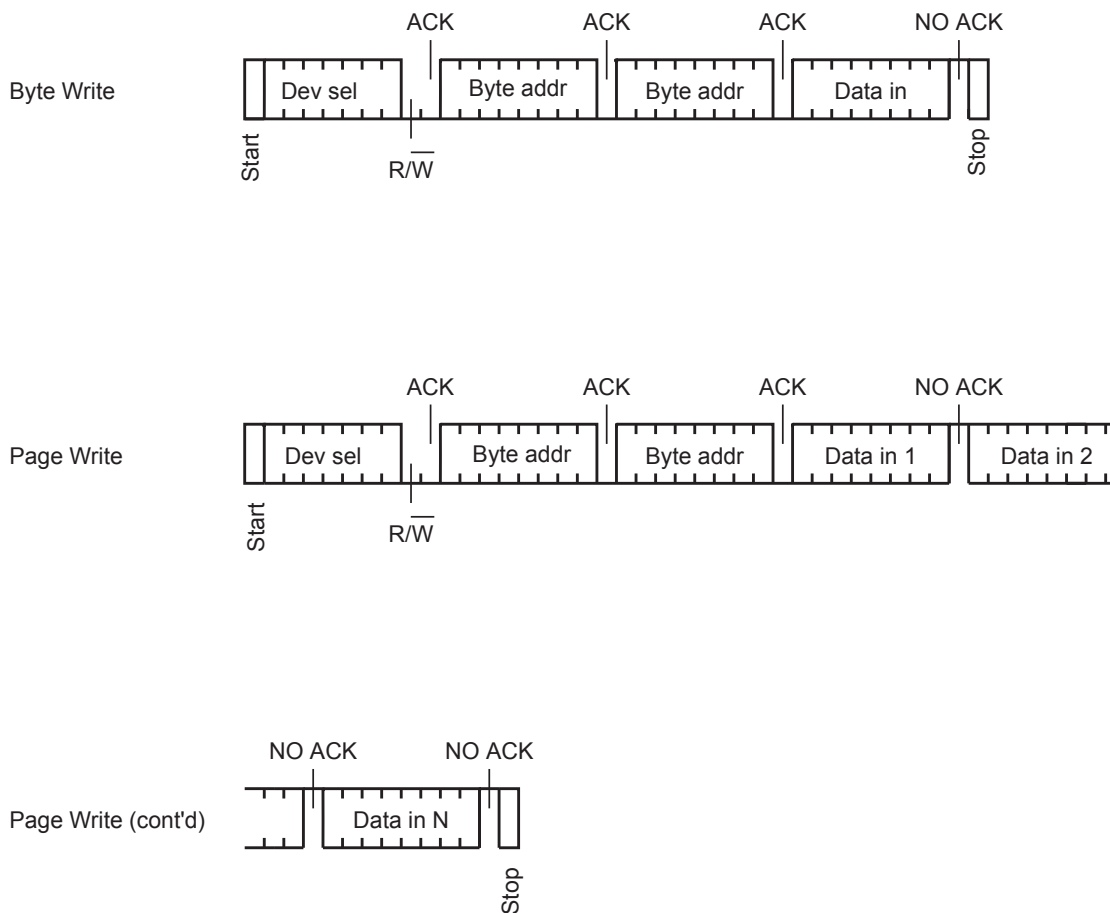 ACK ACK ACK NO ACK
Byte Write Dev sel Byte addr Byte addr Data in
Start R/W̅ Stop
ACK ACK ACK NO ACK
Page Write Dev sel Byte addr Byte addr Data in 1 Data in 2
Start R/W̅
NO ACK NO ACK
Page Write (cont'd) Data in N
Stop